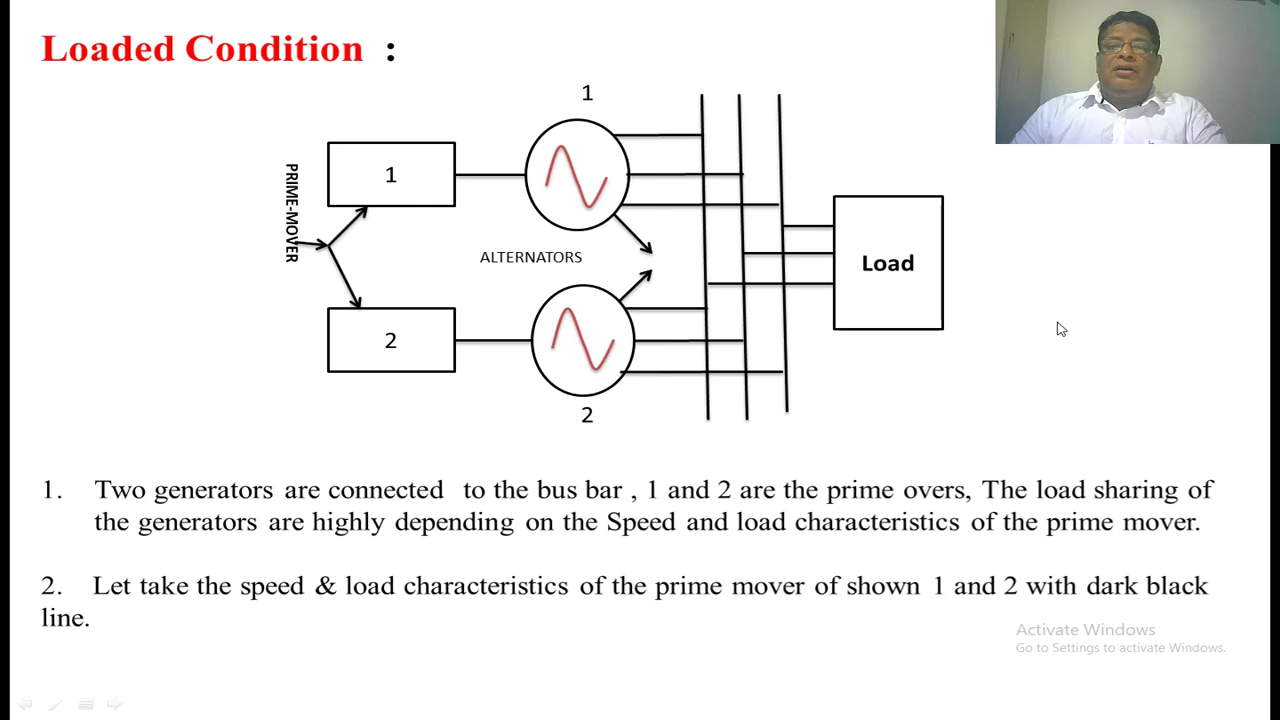 Loaded Condition :
1
PRIME-MOVER
1
ALTERNATORS
Load
2
2
1. Two generators are connected to the bus bar , 1 and 2 are the prime overs, The load sharing of
the generators are highly depending on the Speed and load characteristics of the prime mover.
2. Let take the speed & load characteristics of the prime mover of shown 1 and 2 with dark black
line.
Activate Windows
Go to Settings to activate Windows.